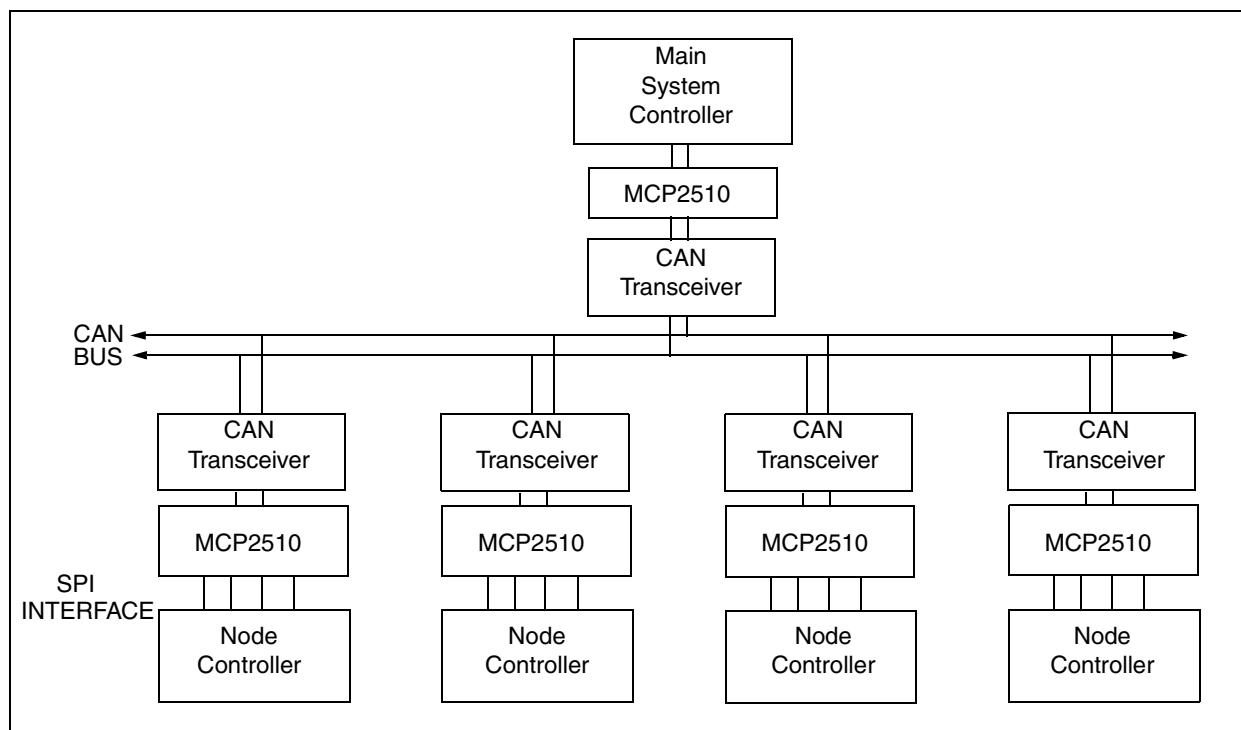 Main
System
Controller
MCP2510
CAN
Transceiver
CAN
BUS
CAN
Transceiver
CAN
Transceiver
CAN
Transceiver
CAN
Transceiver
MCP2510
MCP2510
MCP2510
MCP2510
SPI
INTERFACE
Node
Controller
Node
Controller
Node
Controller
Node
Controller